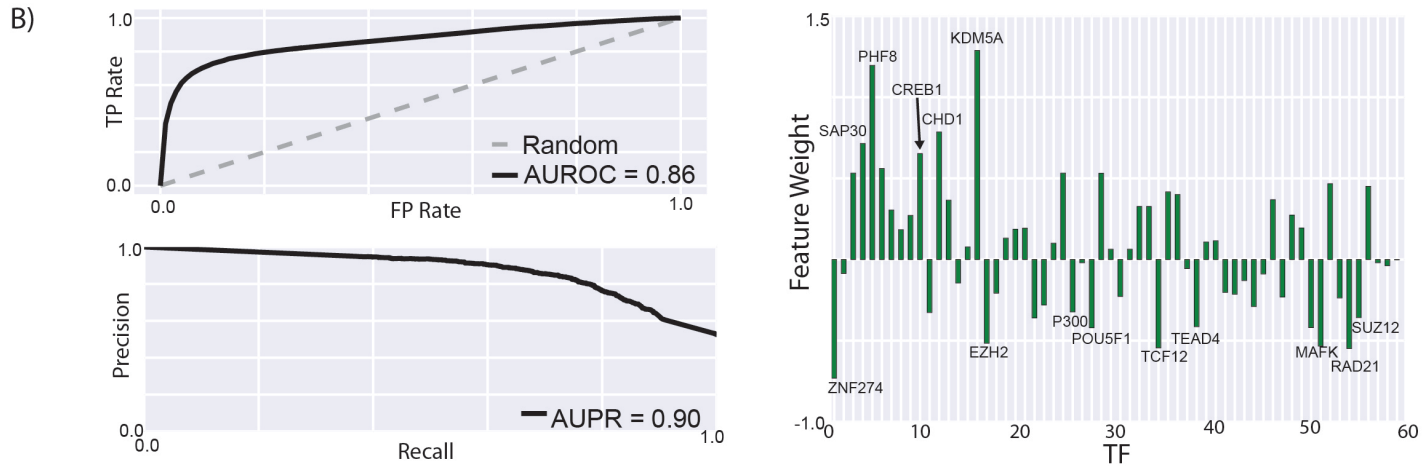 B)
1.0
TP Rate
0.0
Random
AUROC = 0.86
0.0
FP Rate
1.0
1.0
Precision
0.0
AUPR = 0.90
0.0
Recall
1.0
1.5
Feature Weight
-1.0
KDM5A
PHF8
CREB1
CHD1
SAP30
P300
POU5F1
TEAD4
EZH2
TCF12
MAFK
SUZ12
RAD21
ZNF274
0
10
20
30
40
50
60
TF